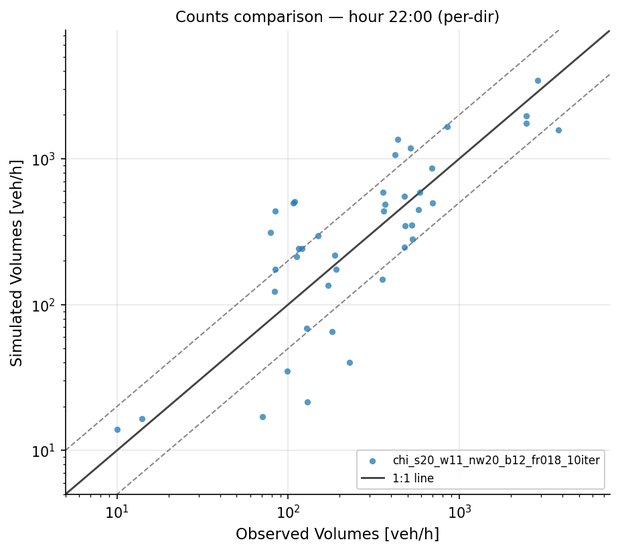 Counts comparison — hour 22:00 (per-dir)
Simulated Volumes [veh/h]
10³
10²
10¹
chi_s20_w11_nw20_b12_fr018_10iter
1:1 line
10¹ 10² 10³
Observed Volumes [veh/h]